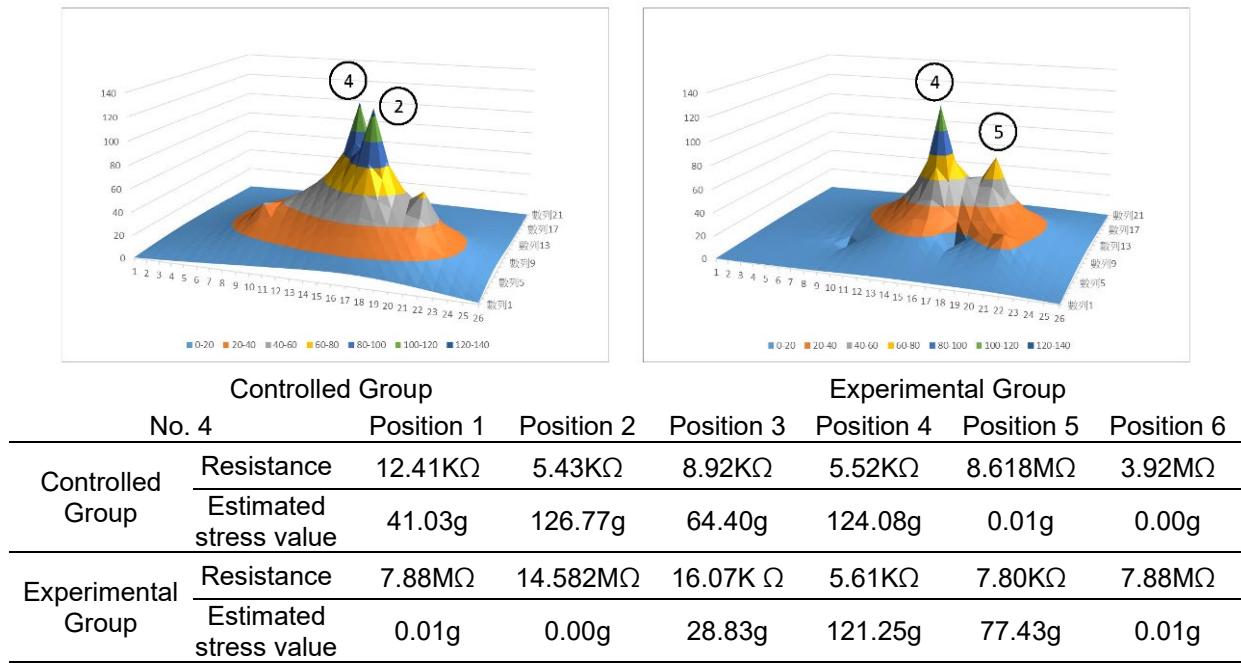 4
2
140
120
100
80
60
40
20
0
數列21
數列17
數列13
數列9
數列5
數列1
1 2 3 4 5 6 7 8 9 10 11 12 13 14 15 16 17 18 19 20 21 22 23 24 25 26
0-20 20-40 40-60 60-80 80-100 100-120 120-140
4
5
140
120
100
80
60
40
20
0
數列21
數列17
數列13
數列9
數列5
數列1
1 2 3 4 5 6 7 8 9 10 11 12 13 14 15 16 17 18 19 20 21 22 23 24 25 26
0-20 20-40 40-60 60-80 80-100 100-120 120-140
Controlled Group Experimental Group
No. 4 Position 1 Position 2 Position 3 Position 4 Position 5 Position 6
Controlled Group Resistance 12.41KΩ 5.43KΩ 8.92KΩ 5.52KΩ 8.618MΩ 3.92MΩ
Estimated stress value 41.03g 126.77g 64.40g 124.08g 0.01g 0.00g
Experimental Group Resistance 7.88MΩ 14.582MΩ 16.07K Ω 5.61KΩ 7.80KΩ 7.88MΩ
Estimated stress value 0.01g 0.00g 28.83g 121.25g 77.43g 0.01g